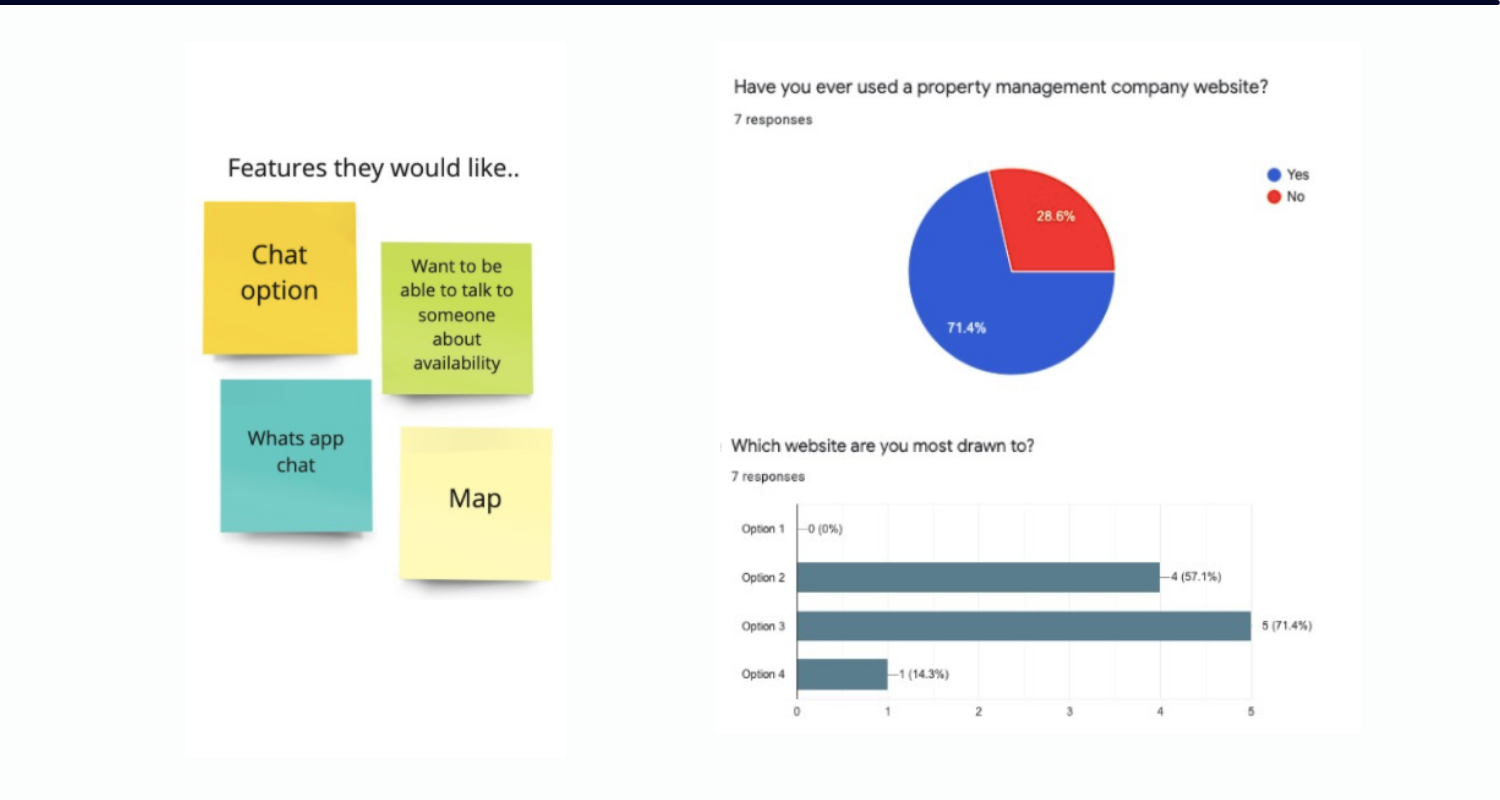 Features they would like..
Chat
option
Want to be
able to talk to
someone
about
availability
Whats app
chat
Map
Have you ever used a property management company website?
7 responses
Yes
No
28.6%
71.4%
Which website are you most drawn to?
7 responses
Option 1
0 (0%)
Option 2
4 (57.1%)
Option 3
5 (71.4%)
Option 4
1 (14.3%)
0 1 2 3 4 5